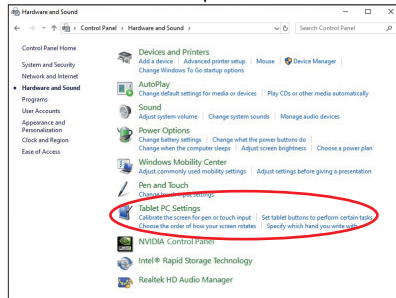 Hardware and Sound
Control Panel > Hardware and Sound >
Search Control Panel
Control Panel Home
System and Security
Network and Internet
Hardware and Sound
Programs
User Accounts
Appearance and
Personalization
Clock and Region
Ease of Access
Devices and Printers
Add a device | Advanced printer setup | Mouse | Device Manager |
Change Windows To Go startup options
AutoPlay
Change default settings for media or devices | Play CDs or other media automatically
Sound
Adjust system volume | Change system sounds | Manage audio devices
Power Options
Change battery settings | Change what the power buttons do |
Change when the computer sleeps | Adjust screen brightness | Choose a power plan
Windows Mobility Center
Adjust commonly used mobility settings | Adjust settings before giving a presentation
Pen and Touch
Change touch input settings
Tablet PC Settings
Calibrate the screen for pen or touch input | Set tablet buttons to perform certain tasks
Choose the order of how your screen rotates | Specify which hand you write with
NVIDIA Control Panel
Intel® Rapid Storage Technology
Realtek HD Audio Manager